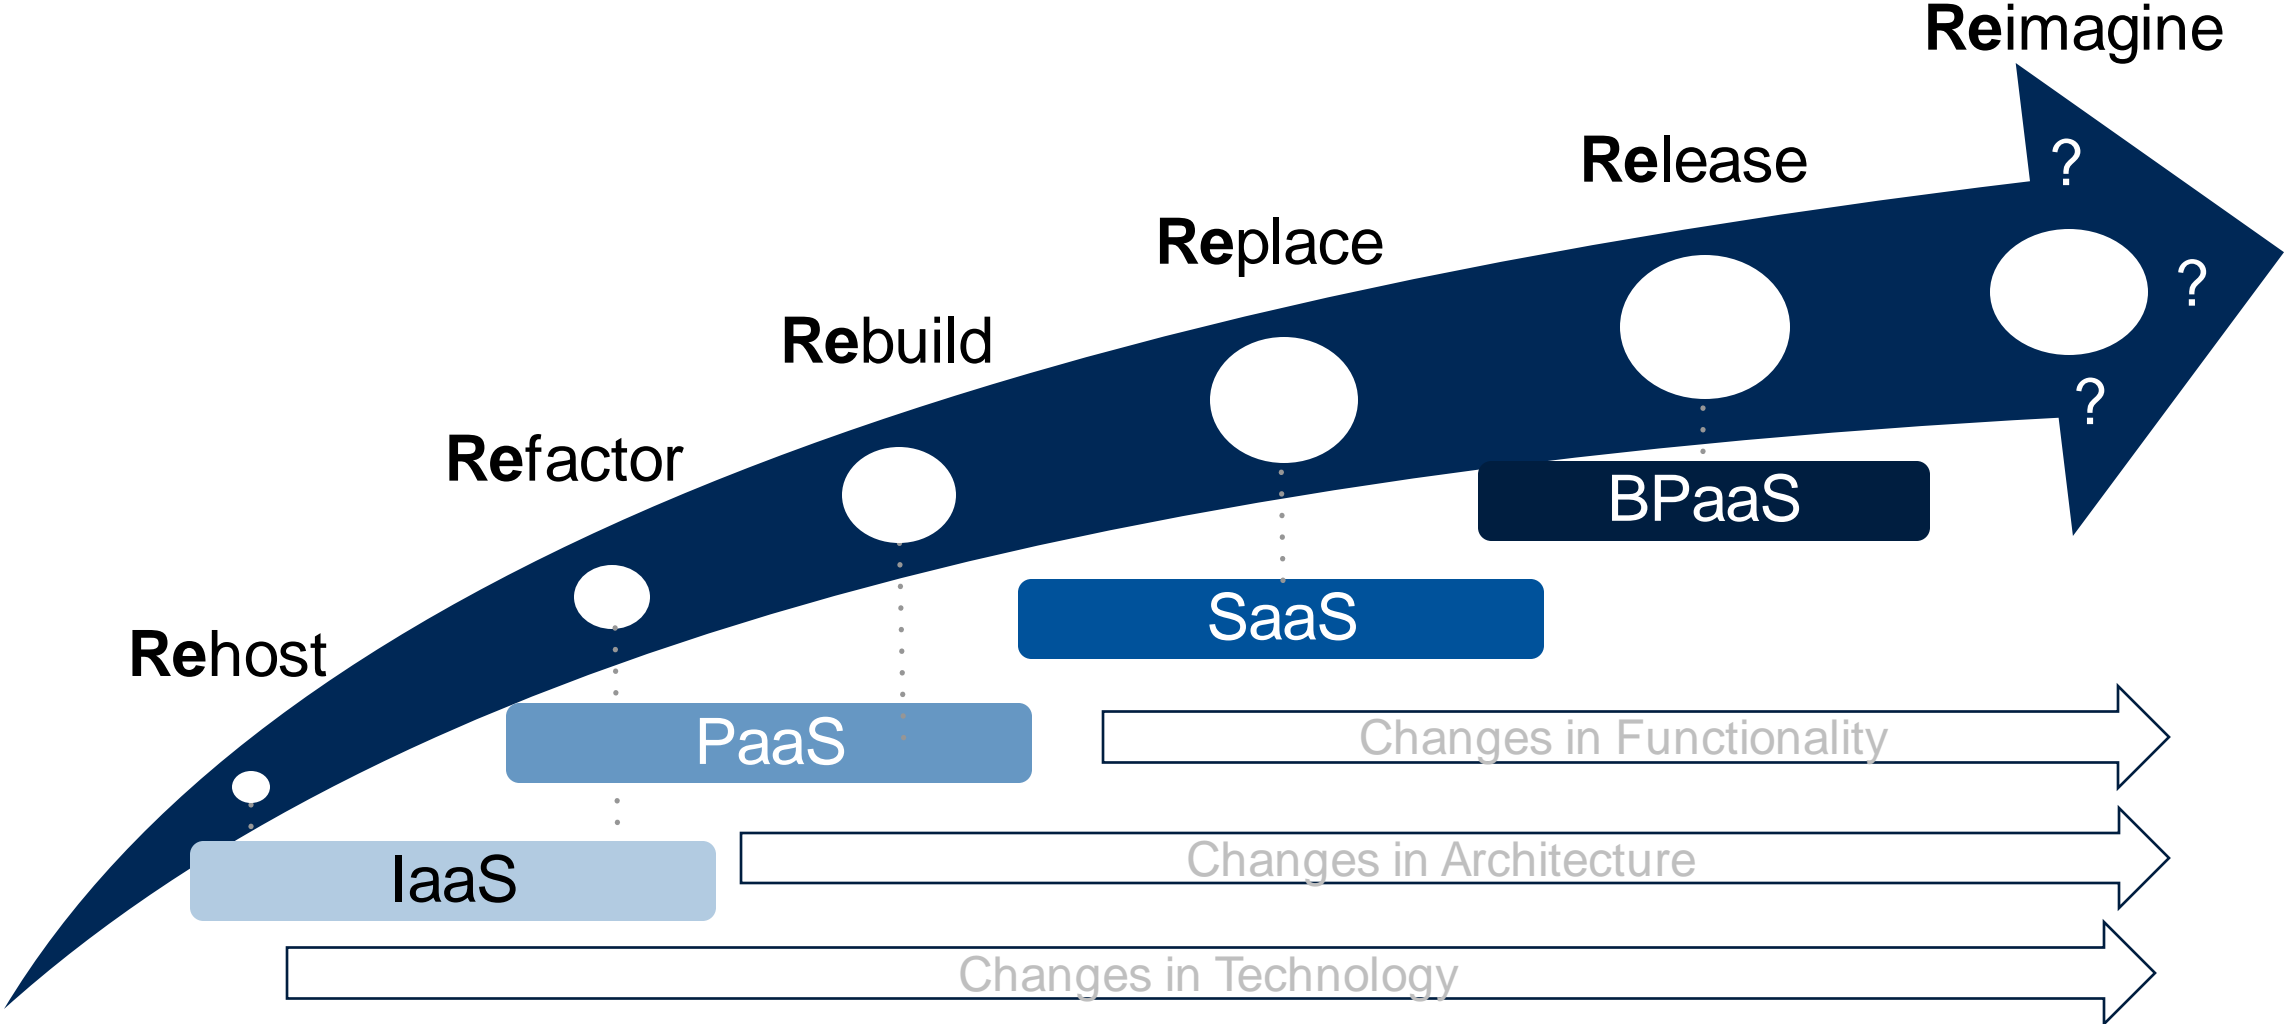 Reimagine
?
Release
Replace
?
Rebuild
?
Refactor
BPaaS
SaaS
Rehost
PaaS
Changes in Functionality
IaaS
Changes in Architecture
Changes in Technology